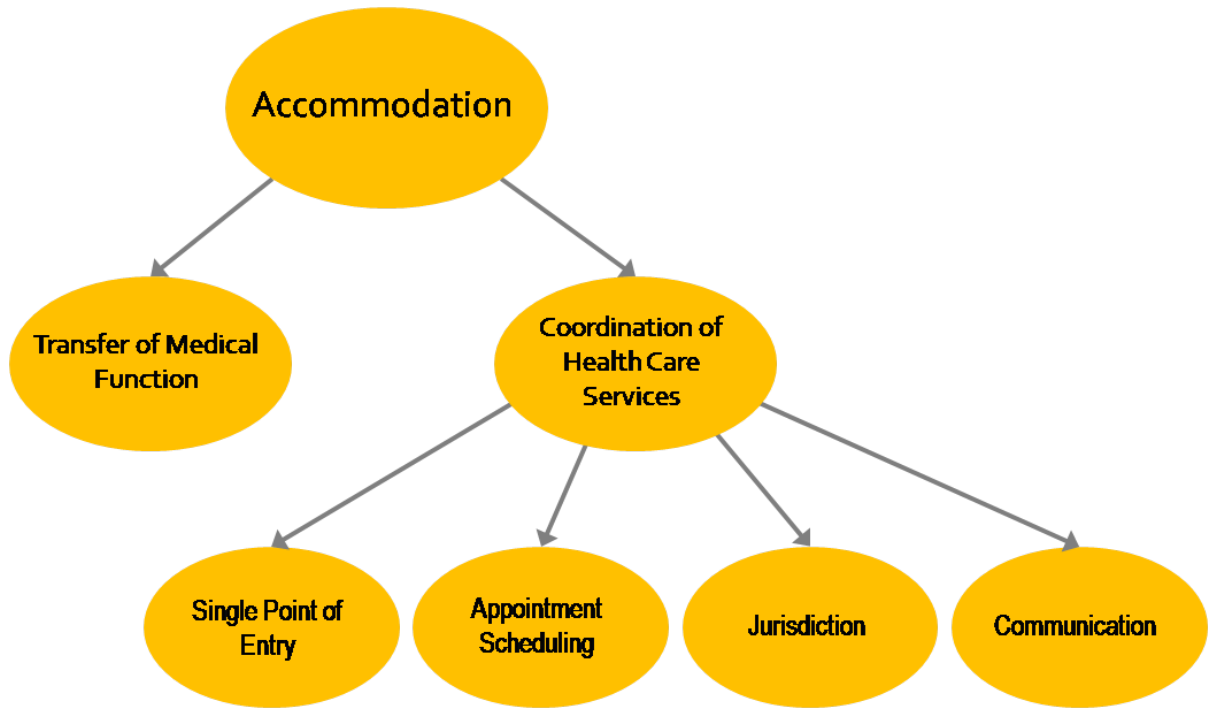 Accommodation
Transfer of Medical
Function
Coordination of
Health Care
Services
Single Point of
Entry
Appointment
Scheduling
Jurisdiction
Communication